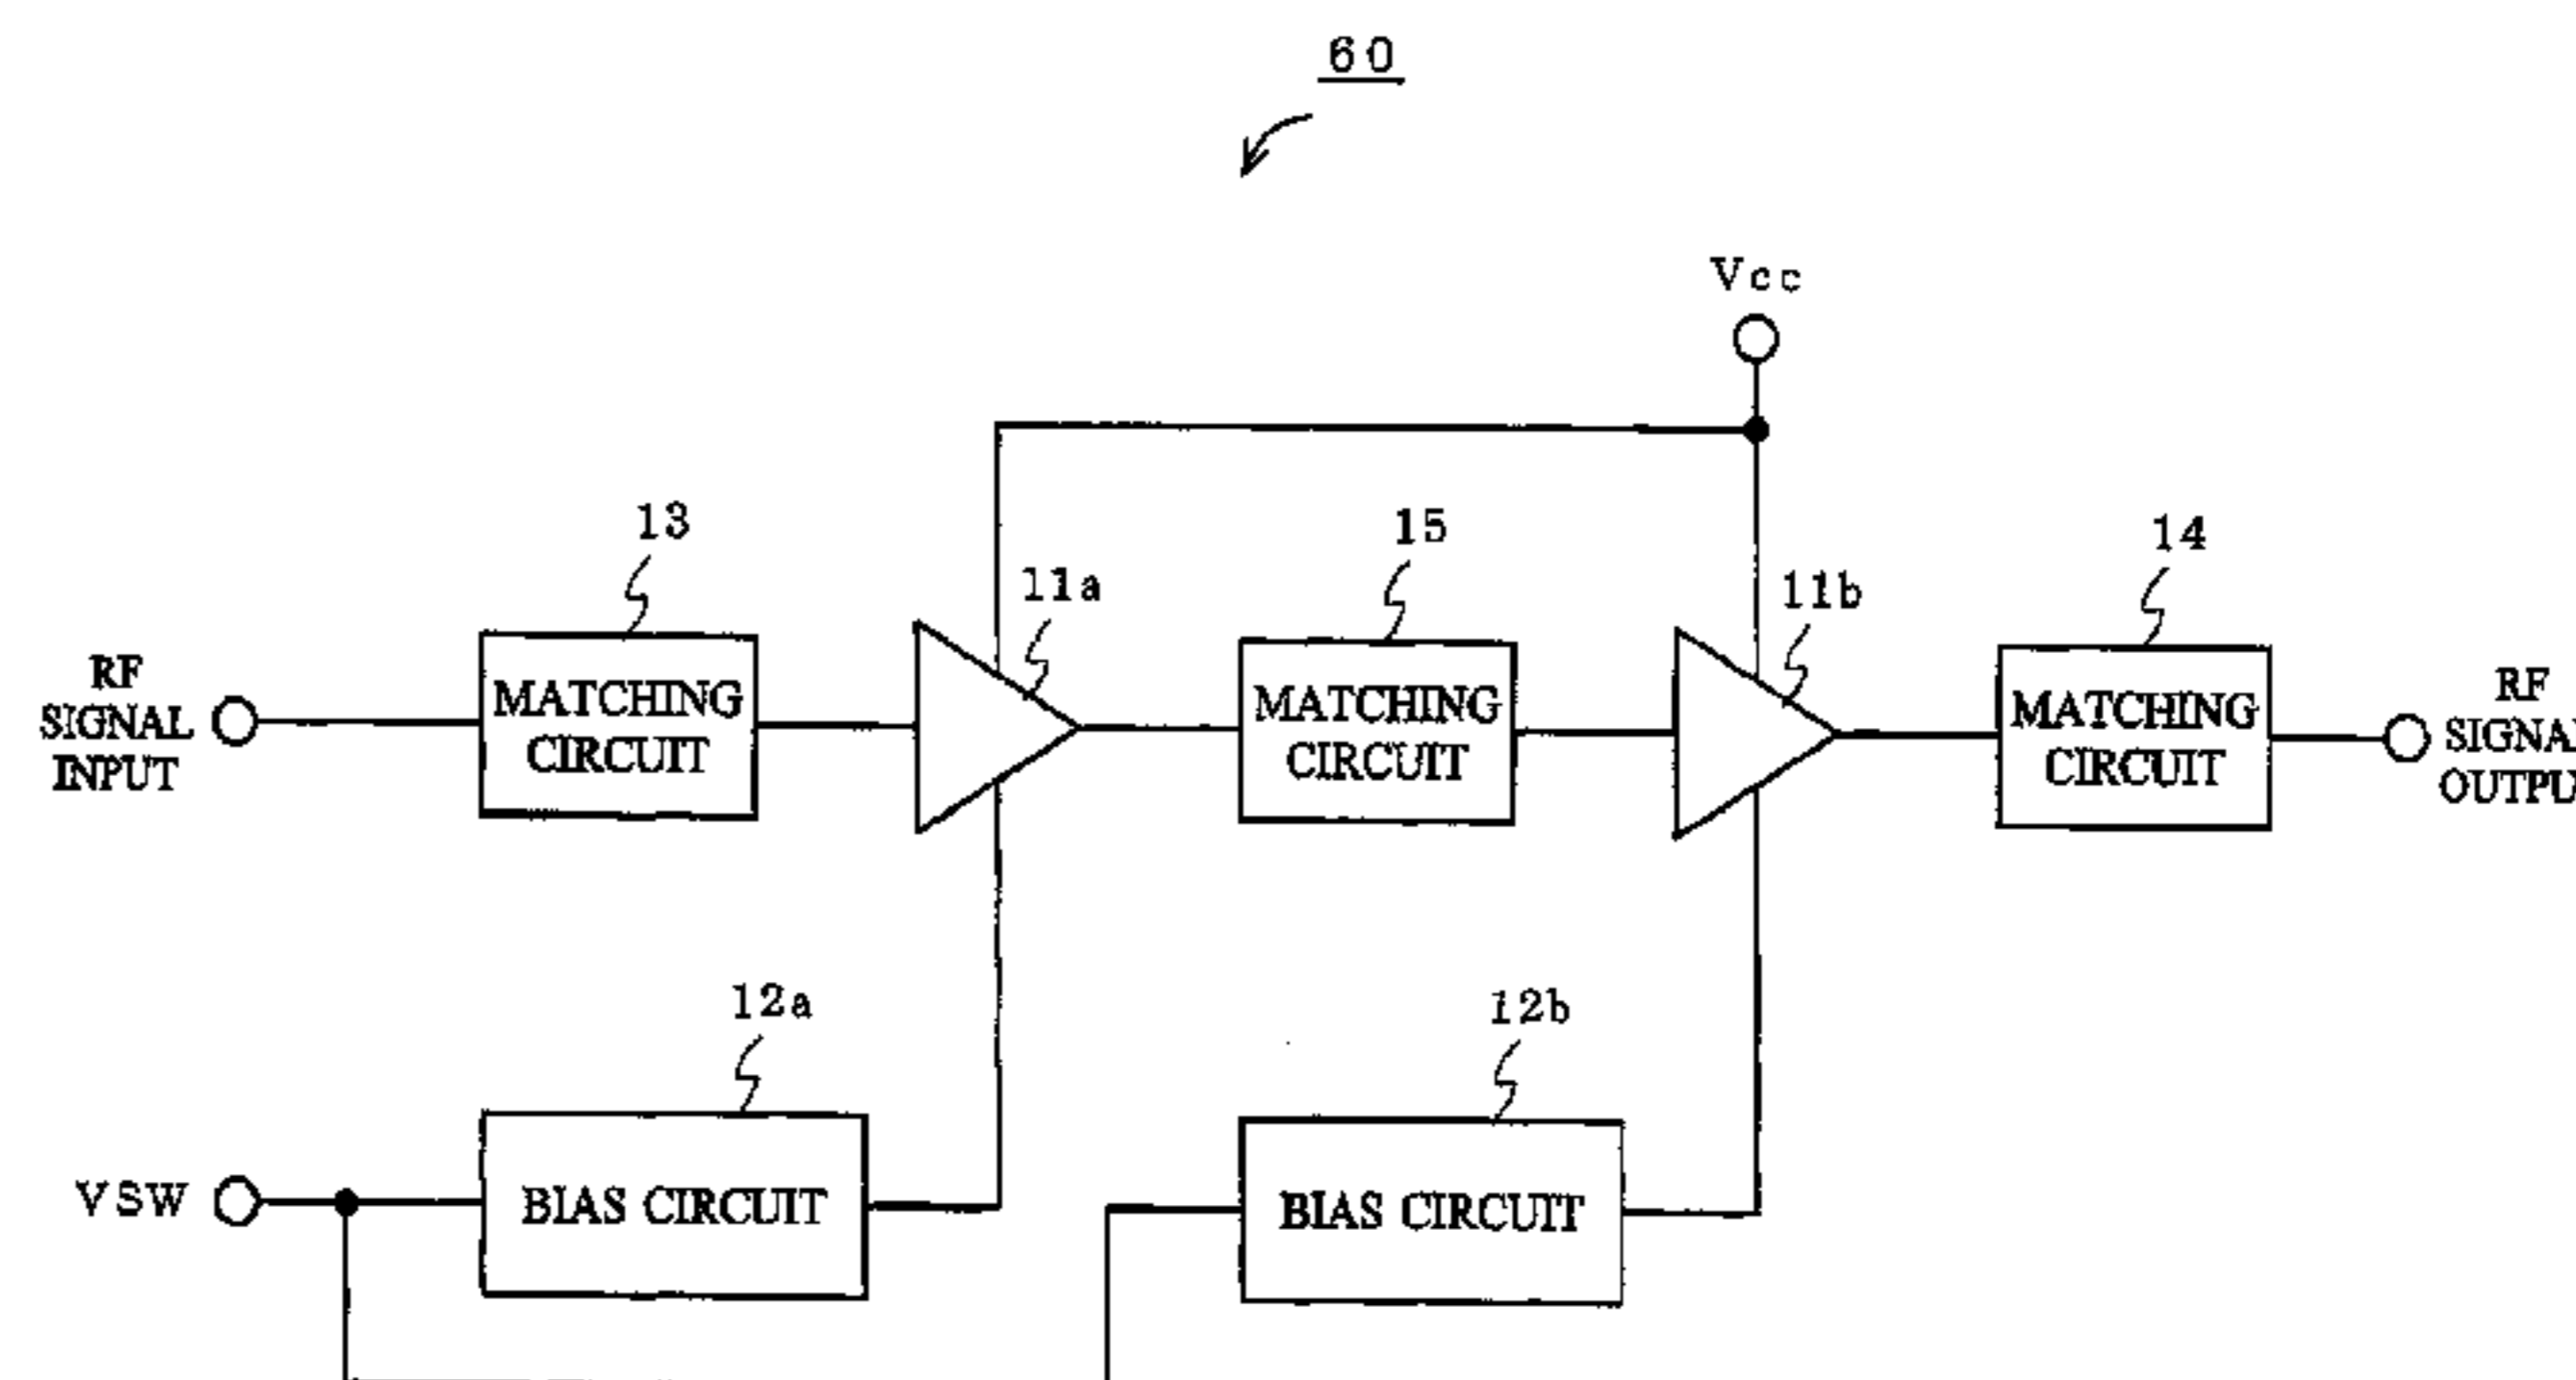 60
Vcc
13
15
14
11a
11b
RF
SIGNAL
INPUT
MATCHING
CIRCUIT
MATCHING
CIRCUIT
MATCHING
CIRCUIT
RF
12a
12b
VSW
BIAS CIRCUIT
BIAS CIRCUIT